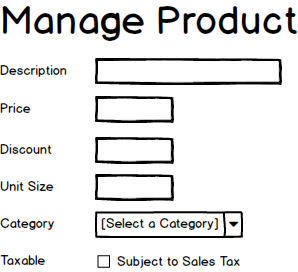 Manage Product
Description
Price
Discount
Unit Size
Category [Select a Category]
Taxable Subject to Sales Tax